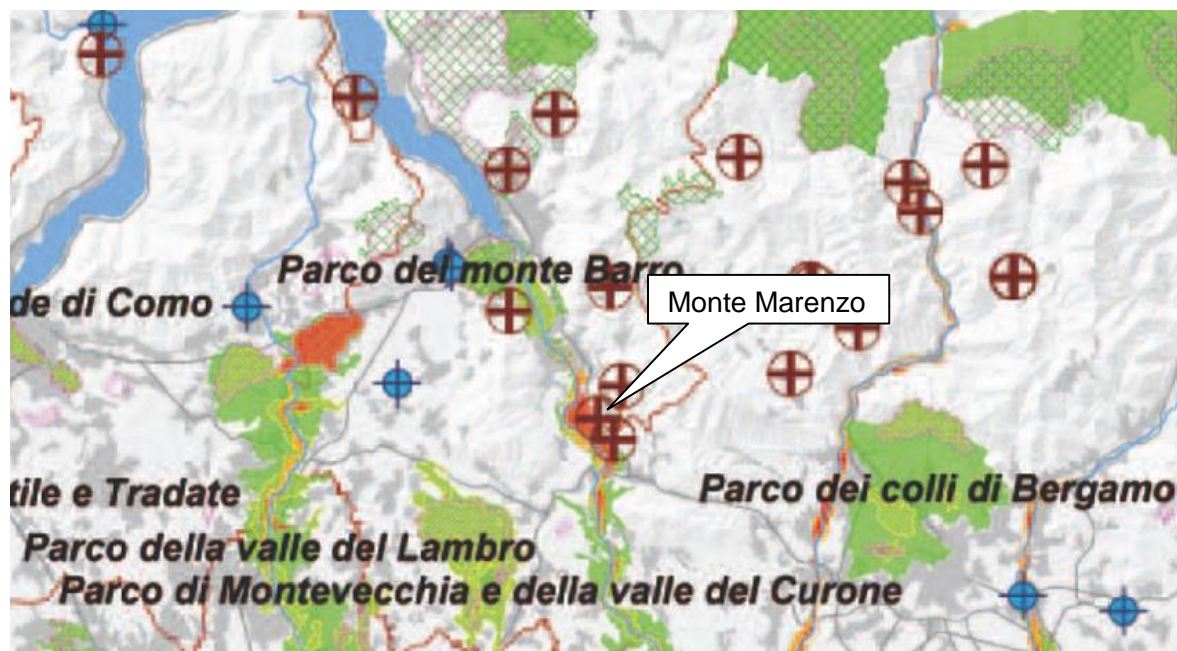 Parco del monte Barro
Monte Marenzo
de di Como
Parco dei colli di Bergamo
tile e Tradate
Parco della valle del Lambro
Parco di Montevecchia e della valle del Curone